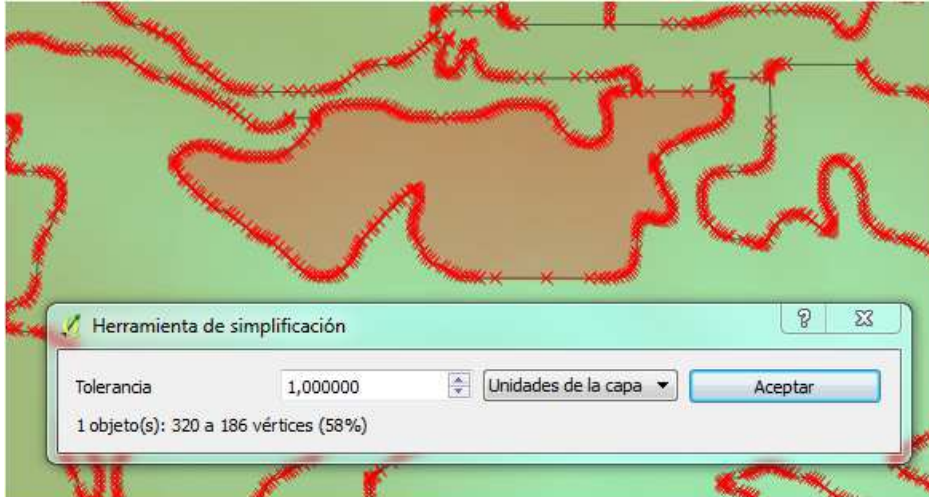 Herramienta de simplificación
Tolerancia 1,000000 Unidades de la capa Aceptar
1 objeto(s): 320 a 186 vértices (58%)